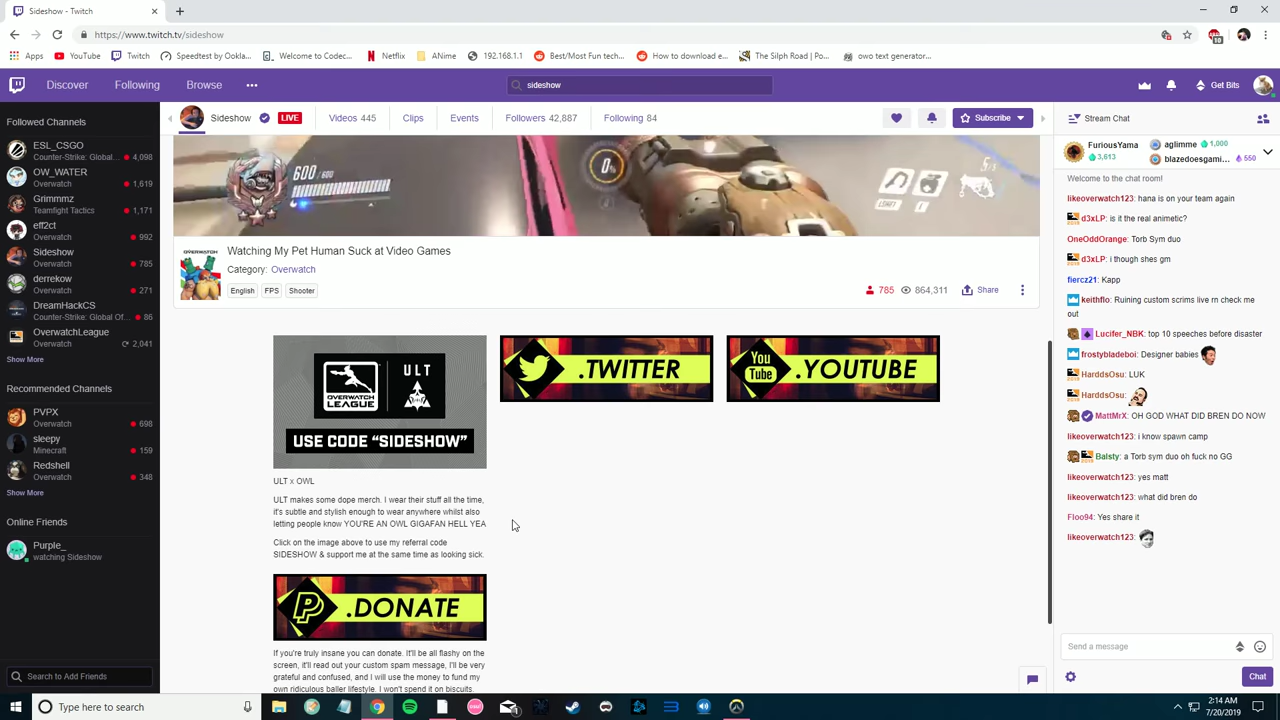 Sideshow - Twitch
https://www.twitch.tv/sideshow
10
Apps
YouTube
Twitch
Speedtest by Ookla...
Welcome to Codec...
Netflix
ANime
192.168.1.1
Best/Most Fun tech...
How to download e...
The Silph Road | Po...
owo text generator...
Discover
Following
Browse
sideshow
Get Bits
Followed Channels
ESL_CSGO
Counter-Strike: Global... 4,098
OW_WATER
Overwatch 1,619
Grimmmz
Teamfight Tactics 1,171
eff2ct
Overwatch 992
Sideshow
Overwatch 785
derrekow
Overwatch 271
DreamHackCS
Counter-Strike: Global Of... 86
OverwatchLeague
Overwatch 2,041
Show More
Recommended Channels
PVPX
Overwatch 698
sleepy
Minecraft 159
Redshell
Overwatch 348
Show More
Online Friends
Purple_
watching Sideshow
Search to Add Friends
Sideshow
LIVE
Videos 445
Clips
Events
Followers 42,887
Following 84
Subscribe
600/600
0%
Watching My Pet Human Suck at Video Games
Category: Overwatch
English
FPS
Shooter
785
864,311
Share
OVERWATCH LEAGUE
ULT
USE CODE “SIDESHOW”
.TWITTER
You Tube .YOUTUBE
ULT x OWL
ULT makes some dope merch. I wear their stuff all the time,
it's subtle and stylish enough to wear anywhere whilst also
letting people know YOU'RE AN OWL GIGAFAN HELL YEA
Click on the image above to use my referral code
SIDESHOW & support me at the same time as looking sick.
.DONATE
If you're truly insane you can donate. It'll be all flashy on the
screen, it'll read out your custom spam message, I'll be very
grateful and confused, and I will use the money to fund my
own ridiculous baller lifestyle. I won't spend it on biscuits.
Stream Chat
FuriousYama
3,613
aglimme 1,000
blazedoesgami... 550
Welcome to the chat room!
likeoverwatch123: hana is on your team again
d3xLP: is it the real animetic?
OneOddOrange: Torb Sym duo
d3xLP: i though shes gm
fiercz21: Kapp
keithflo: Ruining custom scrims live rn check me
out
Lucifer_NBK: top 10 speeches before disaster
frostybladeboi: Designer babies
HarddsOsu: LUK
HarddsOsu:
MattMrX: OH GOD WHAT DID BREN DO NOW
likeoverwatch123: i know spawn camp
Balsty: a Torb sym duo oh fuck no GG
likeoverwatch123: yes matt
likeoverwatch123: what did bren do
Floo94: Yes share it
likeoverwatch123:
Send a message
Chat
Type here to search
2:14 AM
7/20/2019